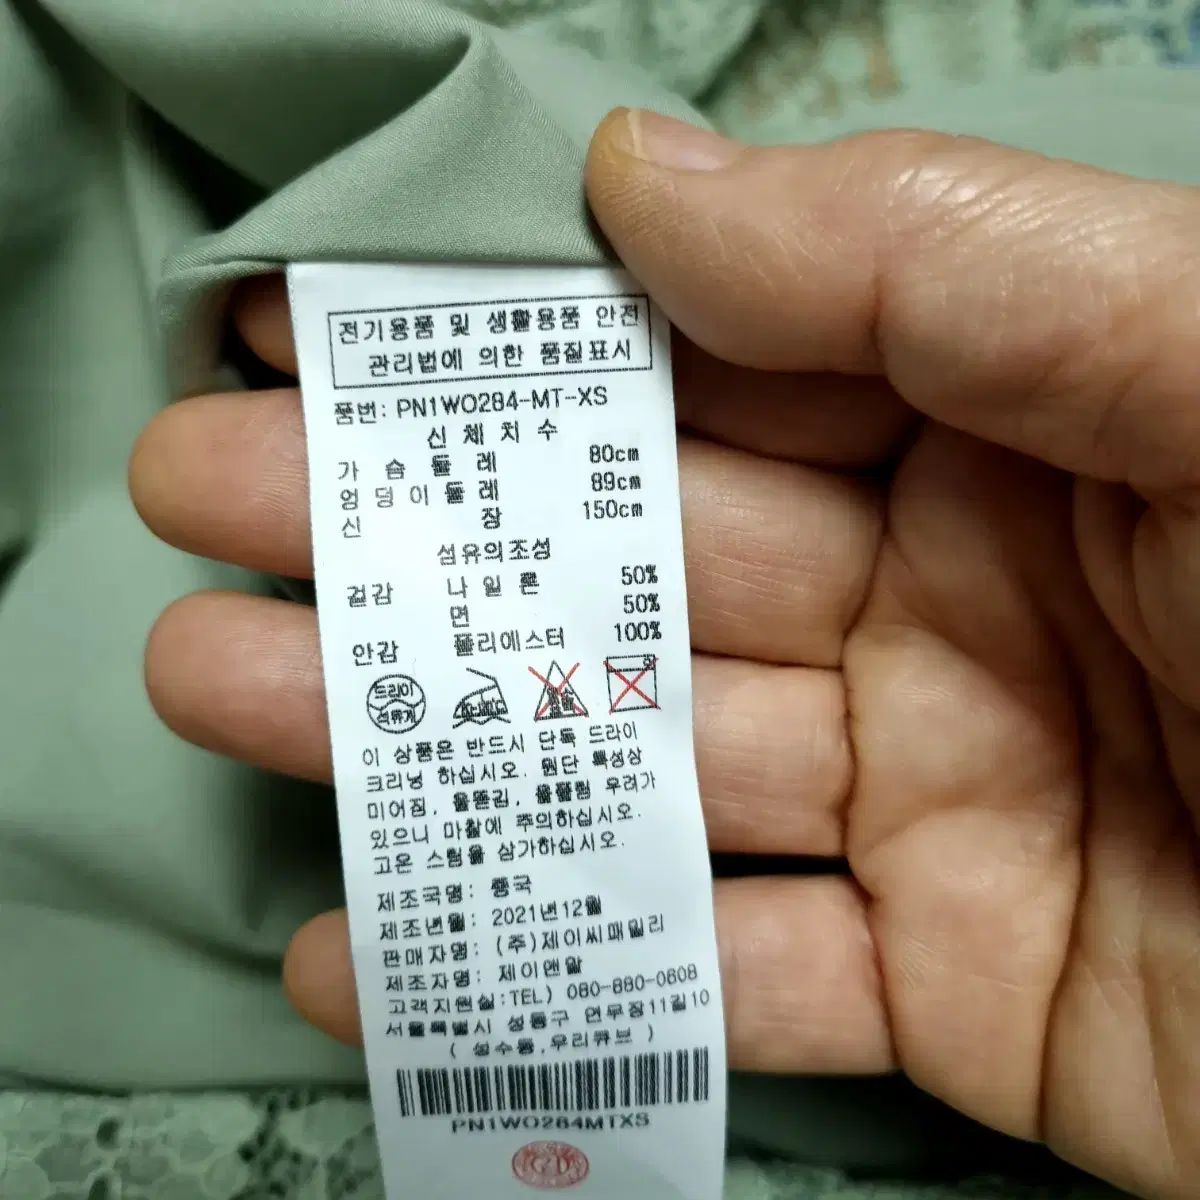 전기용품 및 생활용품 안전
관리법에 의한 품질표시
품번: PN1WO284-MT-XS
신 체 치 수
가 슴 둘 레 80cm
엉 덩 이 둘 레 89cm
신 장 150cm
섬유의조성
겉감 나 일 론 50%
면 50%
안감 폴리에스터 100%
드라이
석유계
이 상품은 반드시 단독 드라이
크리닝 하십시오. 원단 특성상
미어짐, 올뜯김, 올풀림 우려가
있으니 마찰에 주의하십시오.
고온 스팀을 삼가하십시오.
제조국명: 중국
제조년월: 2021년12월
판매자명: (주)제이씨패밀리
제조자명: 제이앤알
고객지원실:TEL) 080-880-0808
서울특별시 성동구 연무장11길10
( 성수동,우리큐브 )
PN1WO284MTXS